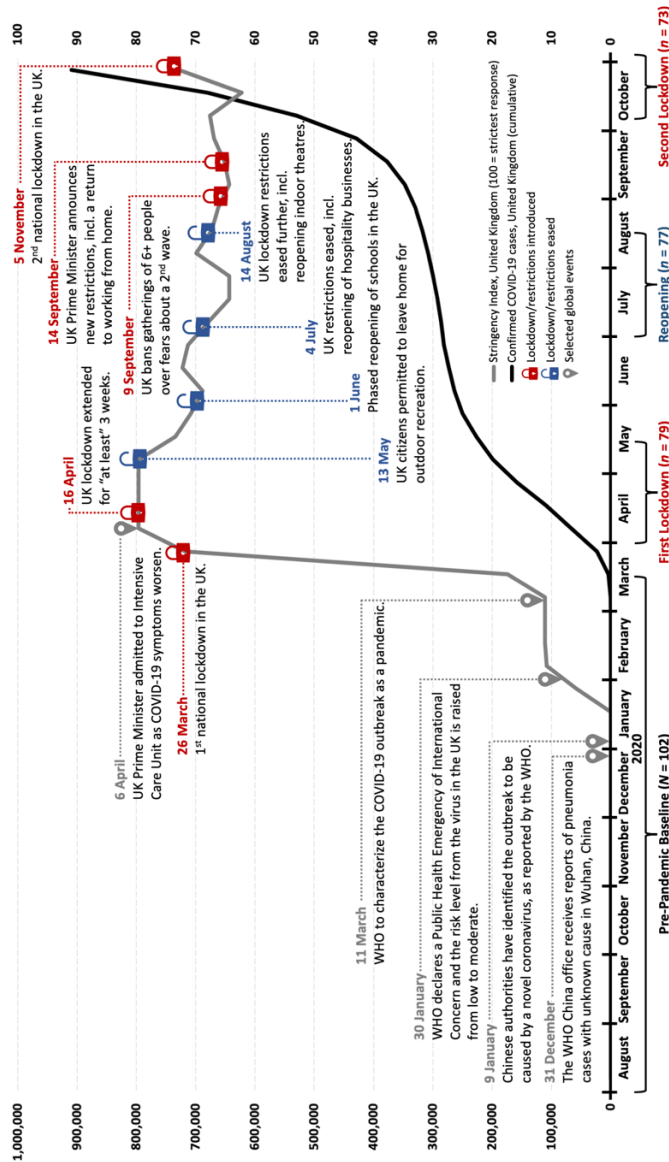 1,000,000
900,000
800,000
700,000
600,000
500,000
400,000
300,000
200,000
100,000
0
100
90
80
70
60
50
40
30
20
10
0
6 April
UK Prime Minister admitted to Intensive
Care Unit as COVID-19 symptoms worsen.
26 March
1st national lockdown in the UK.
11 March
WHO to characterize the COVID-19 outbreak as a pandemic.
30 January
WHO declares a Public Health Emergency of International
Concern and the risk level from the virus in the UK is raised
from low to moderate.
9 January
Chinese authorities have identified the outbreak to be
caused by a novel coronavirus, as reported by the WHO.
31 December
The WHO China office receives reports of pneumonia
cases with unknown cause in Wuhan, China.
16 April
UK lockdown extended
for “at least” 3 weeks.
13 May
UK citizens permitted to leave home for
outdoor recreation.
1 June
Phased reopening of schools in the UK.
4 July
UK restrictions eased, incl.
reopening of hospitality businesses.
14 August
UK lockdown restrictions
eased further, incl.
reopening indoor theatres.
9 September
UK bans gatherings of 6+ people
over fears about a 2nd wave.
14 September
UK Prime Minister announces
new restrictions, incl. a return
to working from home.
5 November
2nd national lockdown in the UK.
Stringency Index, United Kingdom (100 = strictest response)
Confirmed COVID-19 cases, United Kingdom (cumulative)
Lockdown/restrictions introduced
Lockdown/restrictions eased
Selected global events
August
September
October
November
December
2020
January
February
March
April
May
June
July
August
September
October
Pre-Pandemic Baseline (N = 102)
First Lockdown (n = 79)
Reopening (n = 77)
Second Lockdown (n = 73)